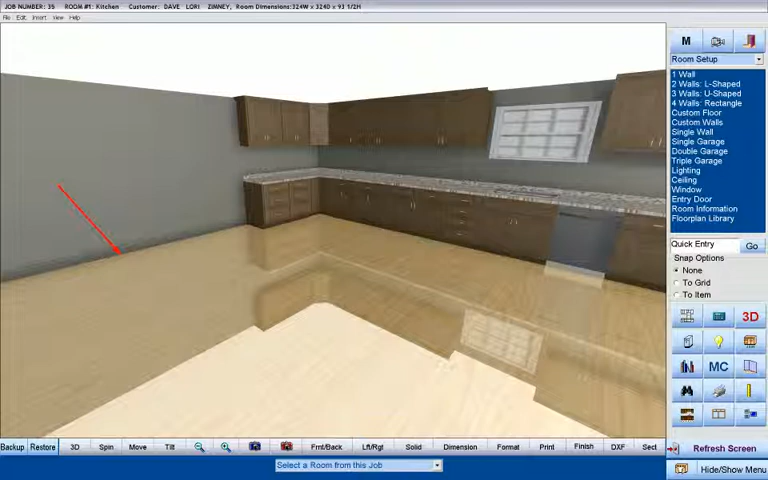 JOB NUMBER: 35 ROOM #1: Kitchen Customer: DAVE LORI ZIMNEY, Room Dimensions:324W x 324D x 93 1/2H
File Edit Insert View Help
M
Room Setup
1 Wall
2 Walls: L-Shaped
3 Walls: U-Shaped
4 Walls: Rectangle
Custom Floor
Custom Walls
Single Wall
Single Garage
Double Garage
Triple Garage
Lighting
Ceiling
Window
Entry Door
Room Information
Floorplan Library
Quick Entry Go
Snap Options
None
To Grid
To Item
3D
MC
Backup Restore 3D Spin Move Tilt Frnt/Back Lft/Rgt Solid Dimension Format Print Finish DXF Sect
Refresh Screen
Select a Room from this Job
Hide/Show Menu